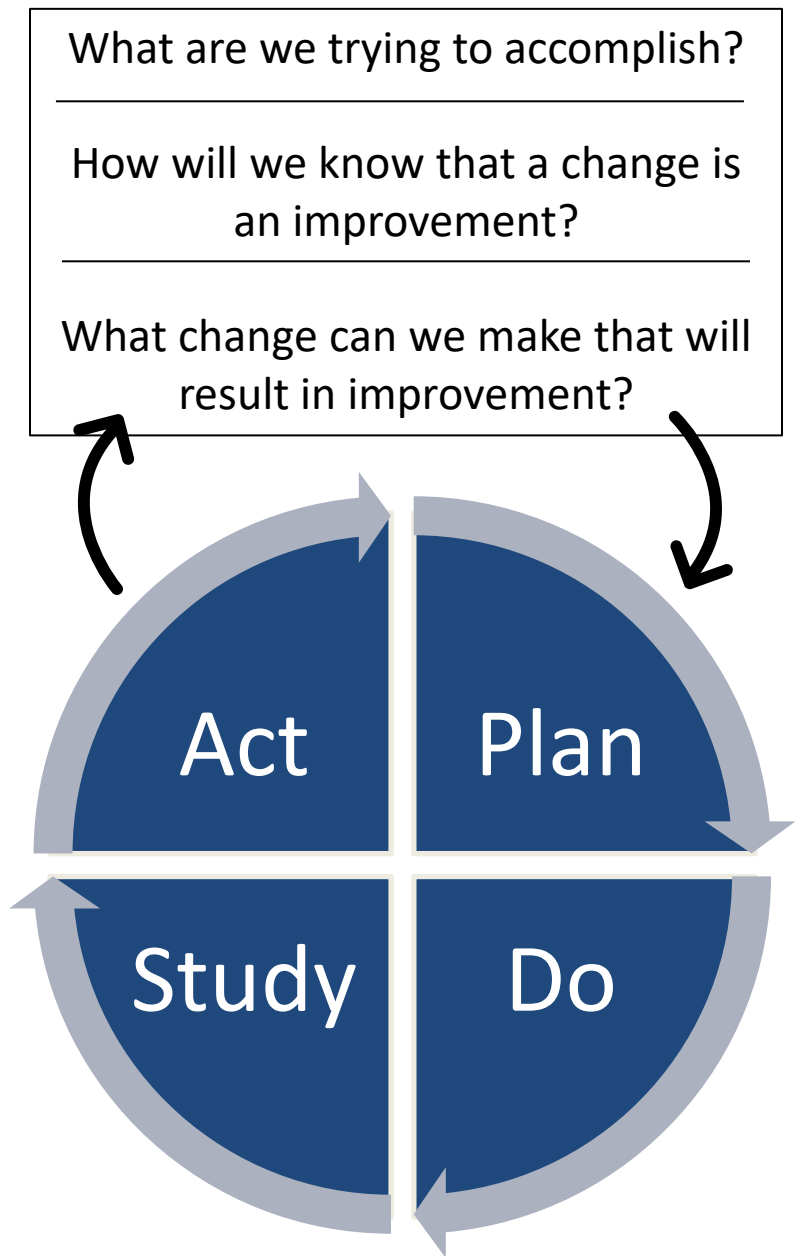 What are we trying to accomplish?
How will we know that a change is
an improvement?
What change can we make that will
result in improvement?
Act
Plan
Study
Do